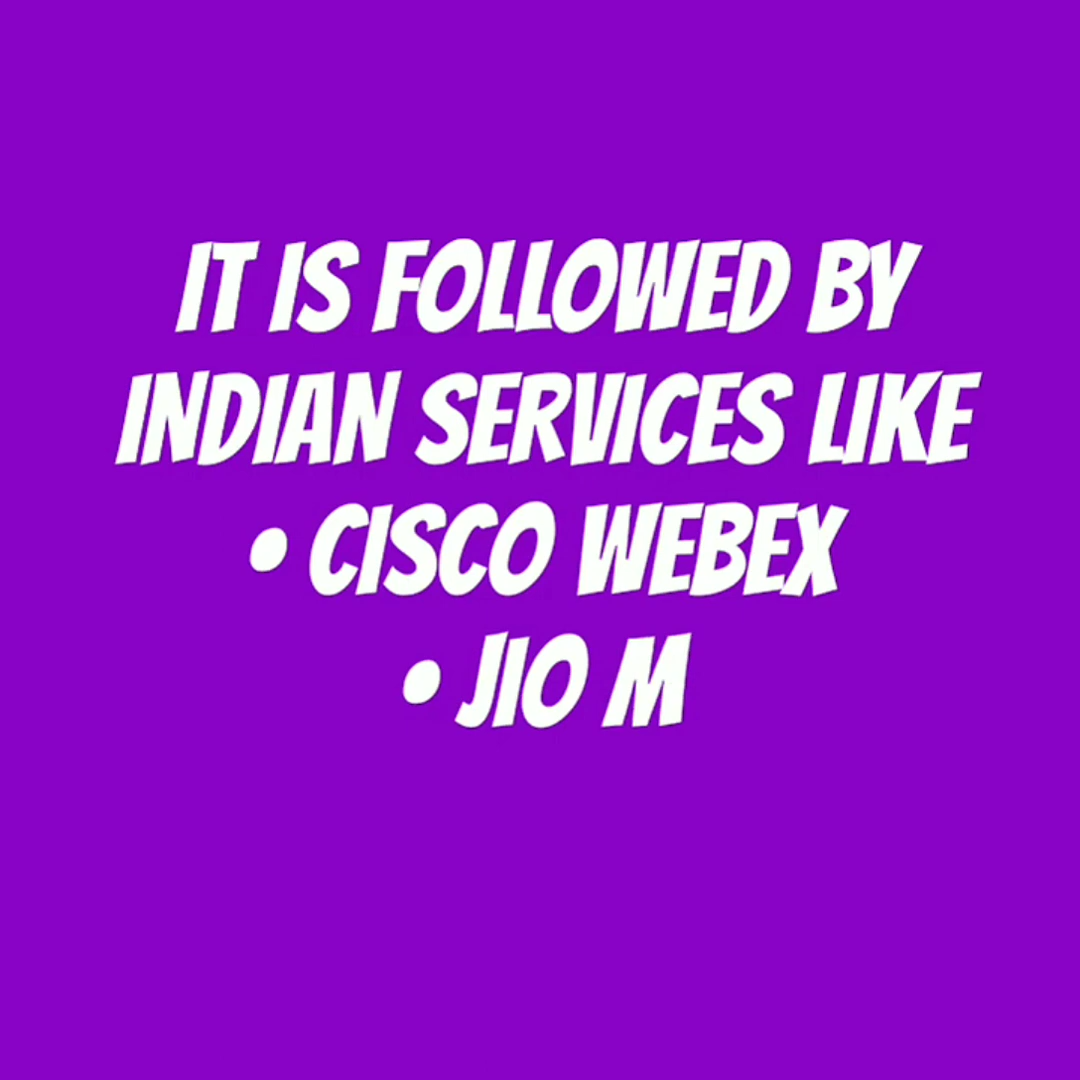 IT IS FOLLOWED BY
INDIAN SERVICES LIKE
• CISCO WEBEX
• JIO M